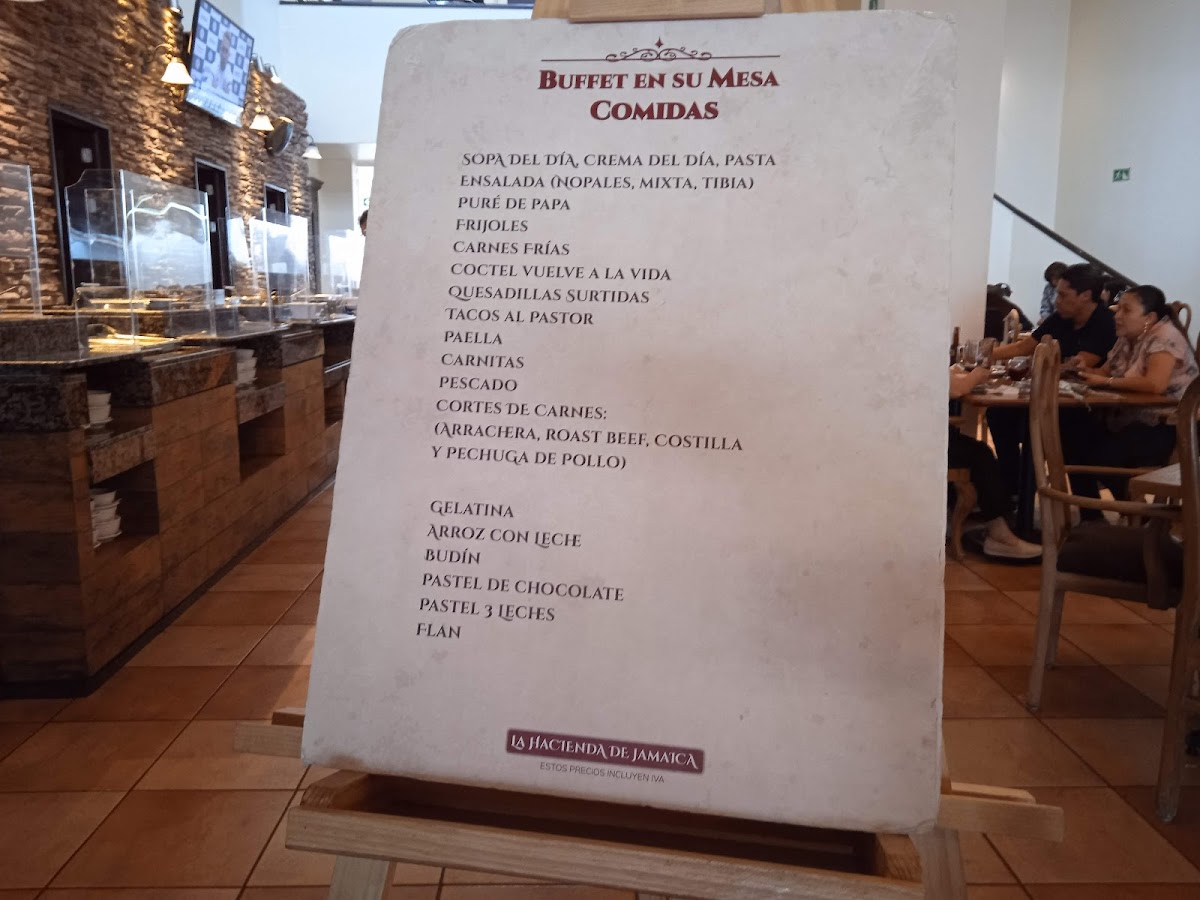 Buffet en su Mesa
Comidas
Sopa del Día, Crema del Día, Pasta
Ensalada (Nopales, mixta, tibia)
Puré de papa
Frijoles
Carnes Frías
Coctel vuelve a la vida
Quesadillas Surtidas
Tacos al Pastor
Paella
Carnitas
Pescado
Cortes de Carnes:
(Arrachera, Roast Beef, Costilla
y Pechuga de Pollo)
Gelatina
Arroz con Leche
Budín
Pastel de Chocolate
Pastel 3 Leches
Flan
La Hacienda de Jamaica
ESTOS PRECIOS INCLUYEN IVA